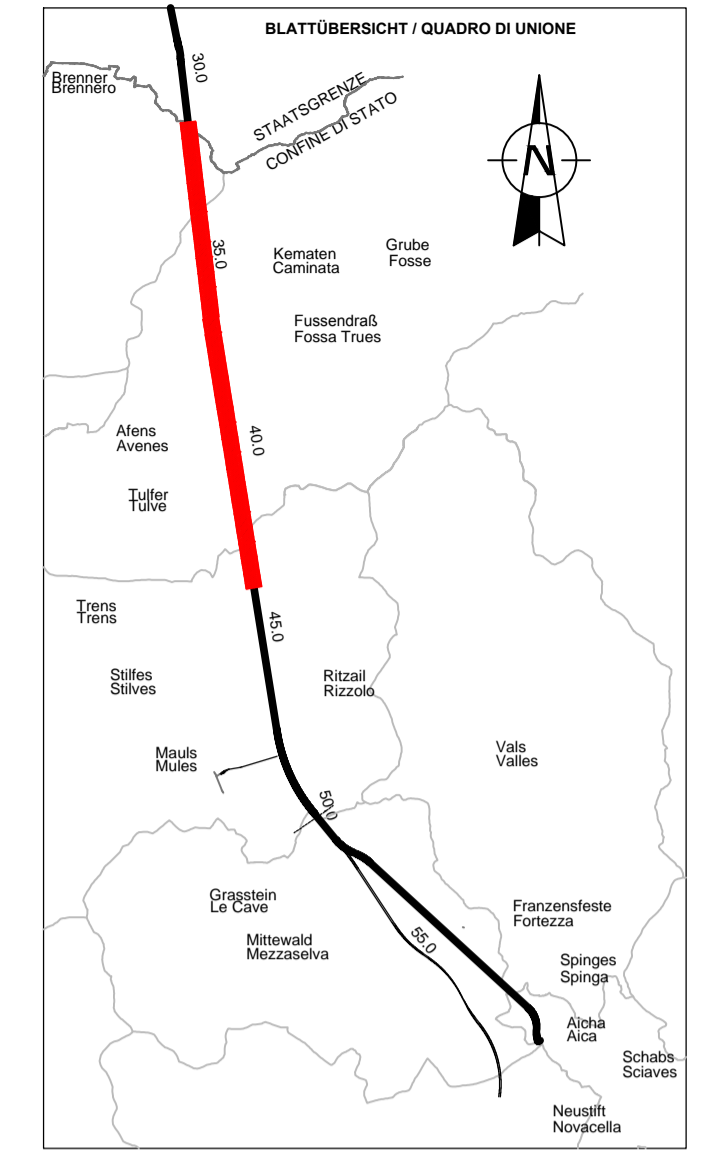 BLATTÜBERSICHT / QUADRO DI UNIONE
30.0
Brenner
Brennero
STAATSGRENZE
CONFINE DI STATO
N
35.0
Kematen
Caminata
Grube
Fosse
Fussendraß
Fossa Trues
40.0
Afens
Avenes
Tulfer
Tulve
Trens
Trens
45.0
Stilfes
Stilves
Ritzail
Rizzolo
Mauls
Mules
Vals
Valles
50.0
Grasstein
Le Cave
Franzensfeste
Fortezza
Mittewald
Mezzaselva
55.0
Spinges
Spinga
Aicha
Aica
Schabs
Sciaves
Neustift
Novacella